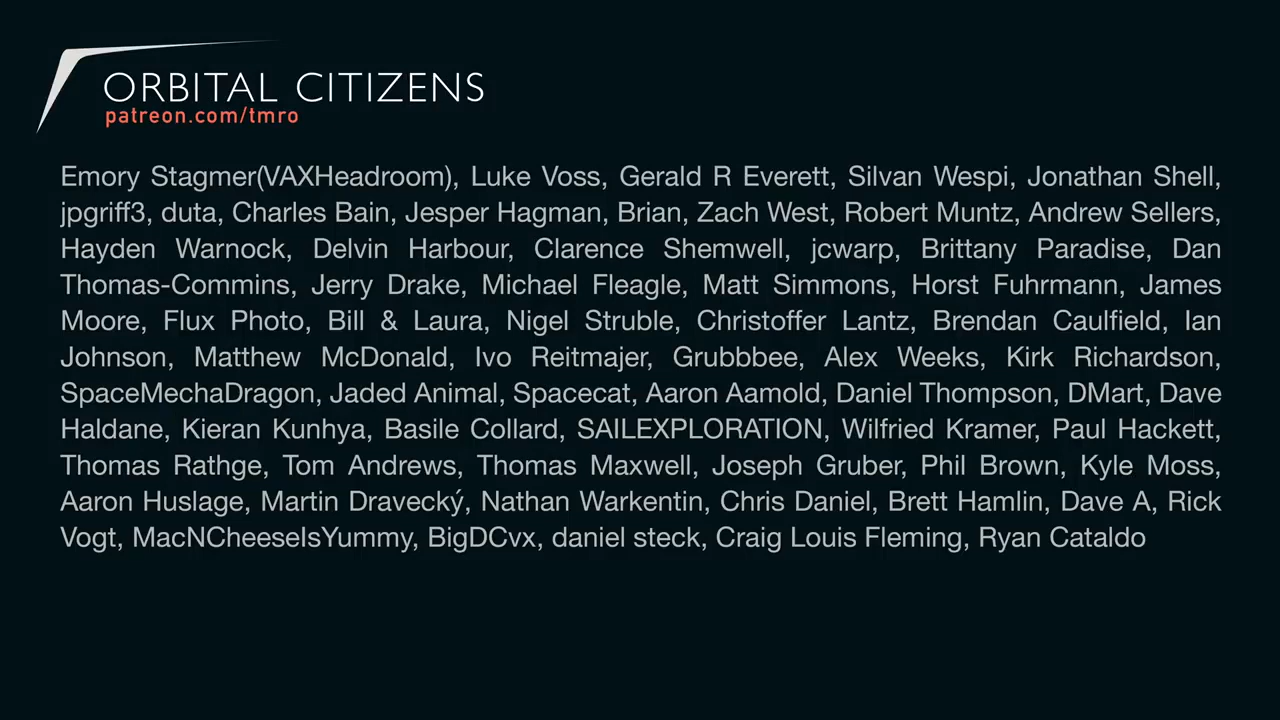 ORBITAL CITIZENS
patreon.com/tmro
Emory Stagmer(VAXHeadroom), Luke Voss, Gerald R Everett, Silvan Wespi, Jonathan Shell,
jpgriff3, duta, Charles Bain, Jesper Hagman, Brian, Zach West, Robert Muntz, Andrew Sellers,
Hayden Warnock, Delvin Harbour, Clarence Shemwell, jcwarp, Brittany Paradise, Dan
Thomas-Commins, Jerry Drake, Michael Fleagle, Matt Simmons, Horst Fuhrmann, James
Moore, Flux Photo, Bill & Laura, Nigel Struble, Christoffer Lantz, Brendan Caulfield, Ian
Johnson, Matthew McDonald, Ivo Reitmajer, Grubbbee, Alex Weeks, Kirk Richardson,
SpaceMechaDragon, Jaded Animal, Spacecat, Aaron Aamold, Daniel Thompson, DMart, Dave
Haldane, Kieran Kunhya, Basile Collard, SAILEXPLORATION, Wilfried Kramer, Paul Hackett,
Thomas Rathge, Tom Andrews, Thomas Maxwell, Joseph Gruber, Phil Brown, Kyle Moss,
Aaron Huslage, Martin Dravecký, Nathan Warkentin, Chris Daniel, Brett Hamlin, Dave A, Rick
Vogt, MacNCheeseIsYummy, BigDCvx, daniel steck, Craig Louis Fleming, Ryan Cataldo